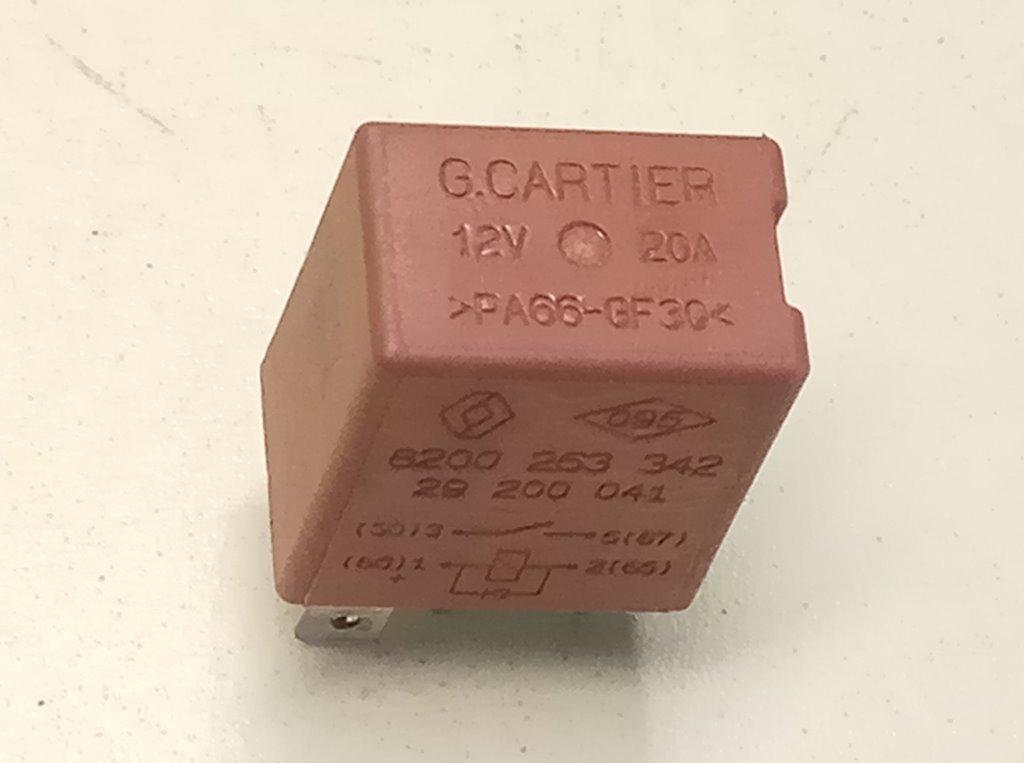 G.CARTIER
12V 20A
>PA66-GF30<
095
8200 253 342
29 200 041
(30)3 5(87)
(86)1 2(85)
+